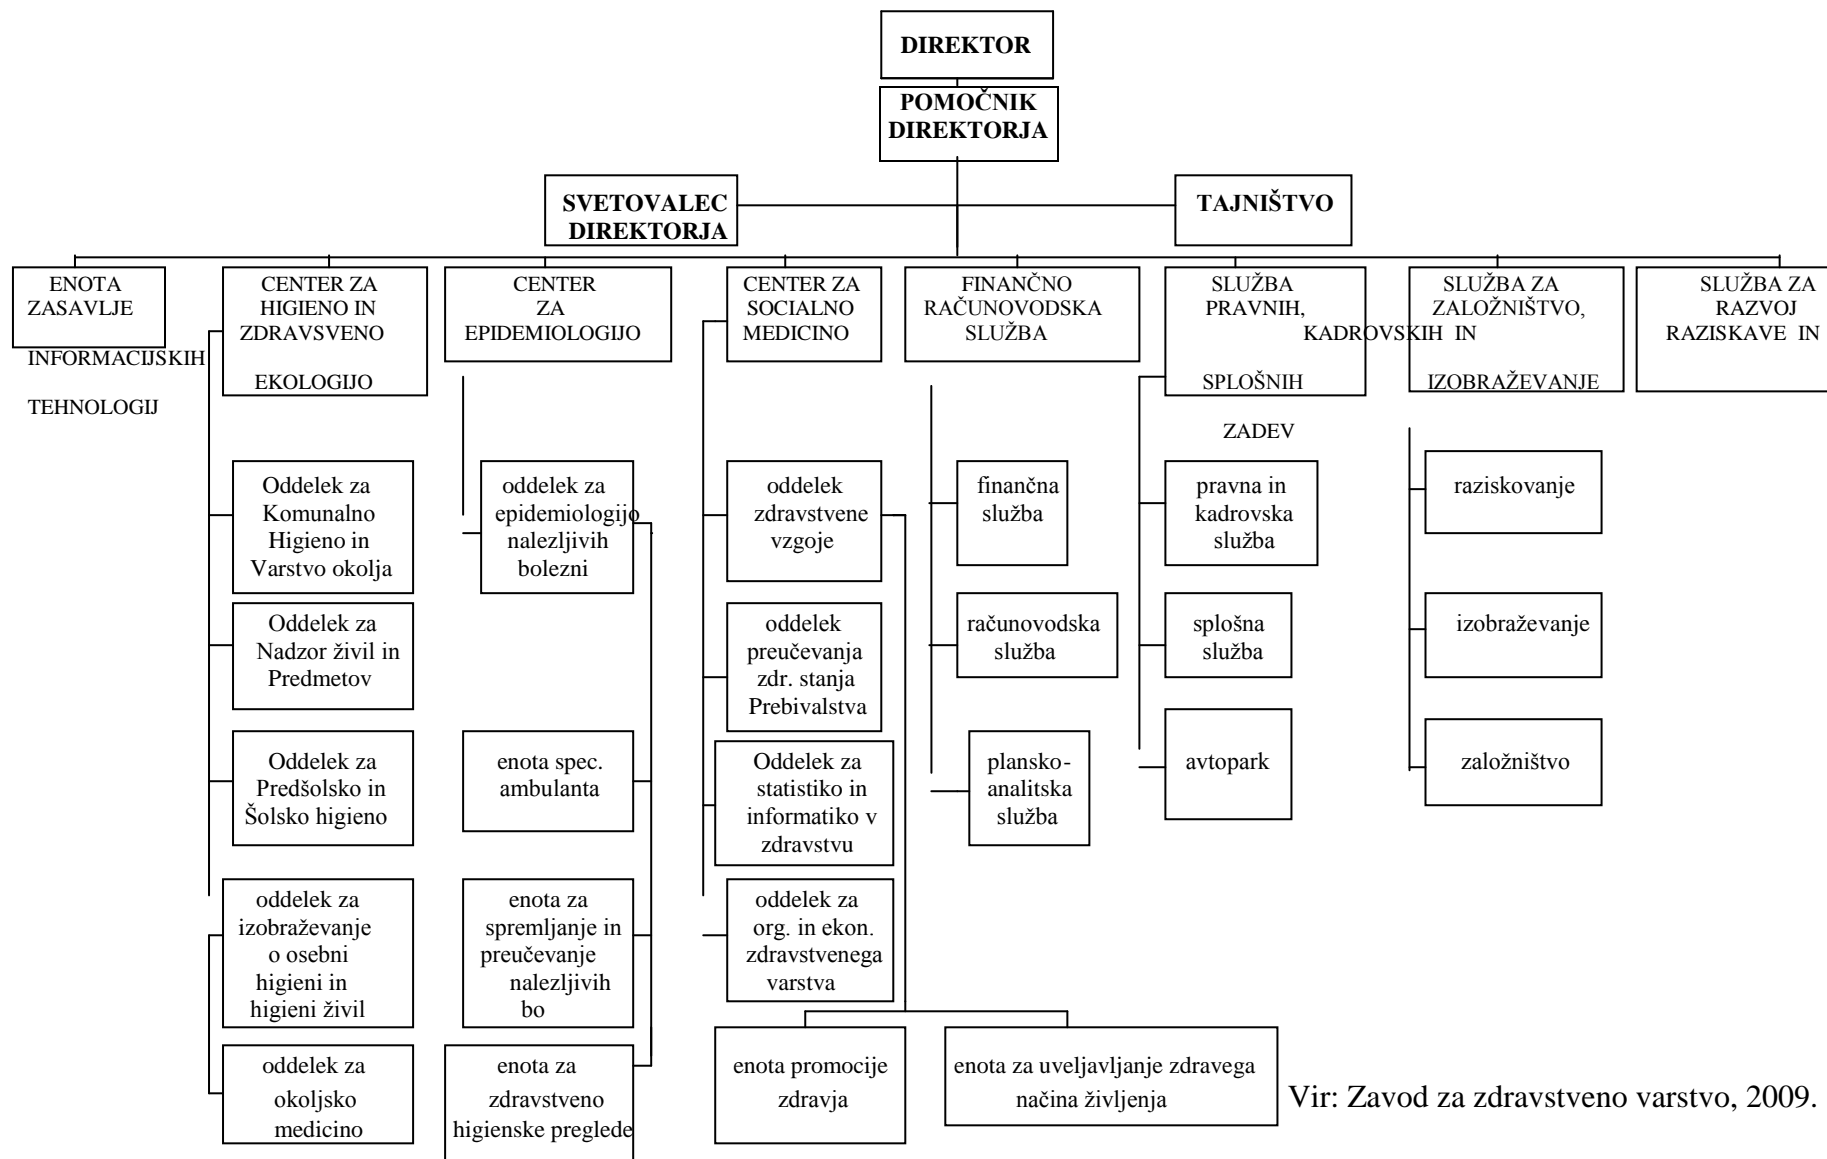 DIREKTOR
POMOČNIK
DIREKTORJA
SVETOVALEC
DIREKTORJA
TAJNIŠTVO
ENOTA
ZASAVLJE
CENTER ZA
HIGIENO IN
ZDRAVSVENO
EKOLOGIJO
CENTER
ZA
EPIDEMIOLOGIJO
CENTER ZA
SOCIALNO
MEDICINO
FINANČNO
RAČUNOVODSKA
SLUŽBA
SLUŽBA
PRAVNIH,
KADROVSKIH IN
SPLOŠNIH
ZADEV
SLUŽBA ZA
ZALOŽNIŠTVO,
IZOBRAŽEVANJE
SLUŽBA ZA
RAZVOJ
RAZISKAVE IN
INFORMACIJSKIH
TEHNOLOGIJ
Oddelek za
Komunalno
Higieno in
Varstvo okolja
Oddelek za
Nadzor živil in
Predmetov
Oddelek za
Predšolsko in
Šolsko higieno
oddelek za
izobraževanje
o osebni
higieni in
higieni živil
oddelek za
okoljsko
medicino
oddelek za
epidemiologijo
nalezljivih
bolezni
enota spec.
ambulanta
enota za
spremljanje in
preučevanje
nalezljivih
bo
enota za
zdravstveno
higienske preglede
oddelek
zdravstvene
vzgoje
oddelek
preučevanja
zdr. stanja
Prebivalstva
Oddelek za
statistiko in
informatiko v
zdravstvu
oddelek za
org. in ekon.
zdravstvenega
varstva
enota promocije
zdravja
enota za uveljavljanje zdravega
načina življenja
finančna
služba
računovodska
služba
plansko-
analitska
služba
pravna in
kadrovska
služba
splošna
služba
avtopark
raziskovanje
izobraževanje
založništvo
Vir: Zavod za zdravstveno varstvo, 2009.